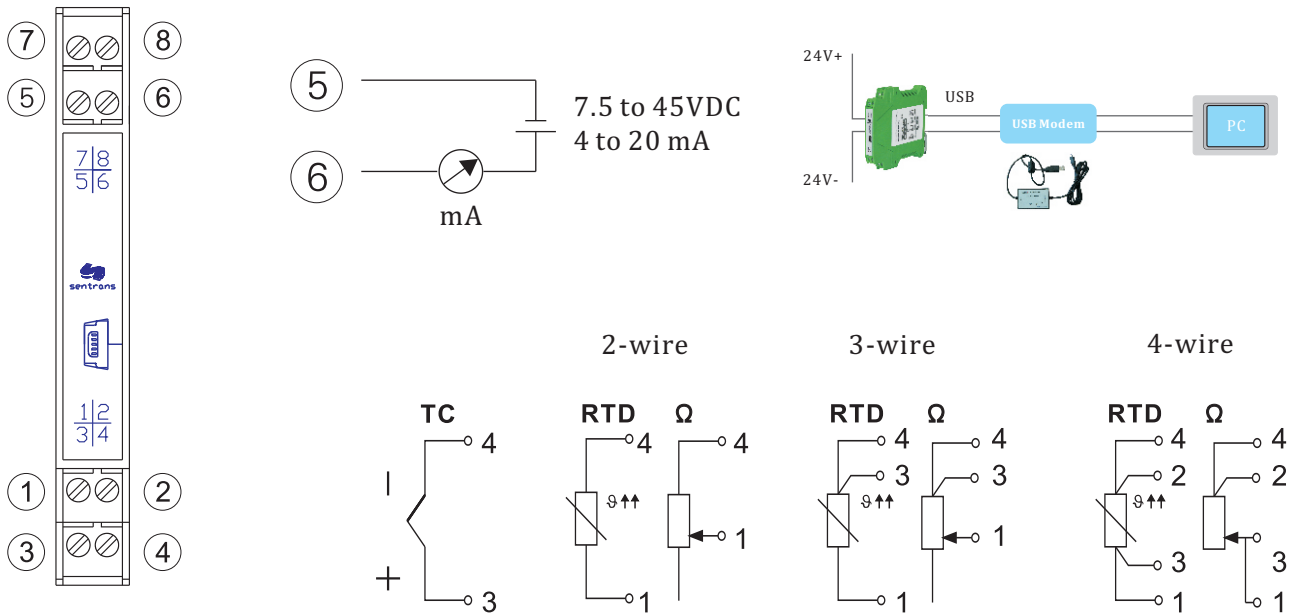 7 8
5 6
7 8
5 6
sentrans
1 2
3 4
1 2
3 4
5
6
7.5 to 45VDC
4 to 20 mA
mA
24V+
24V-
USB
USB Modem
PC
2-wire
3-wire
4-wire
TC
4
−
+
3
RTD Ω
4 4
ϑ
1
1
RTD Ω
4 4
3 3
ϑ
1
1
RTD Ω
4 4
2 2
ϑ
3 3
1 1